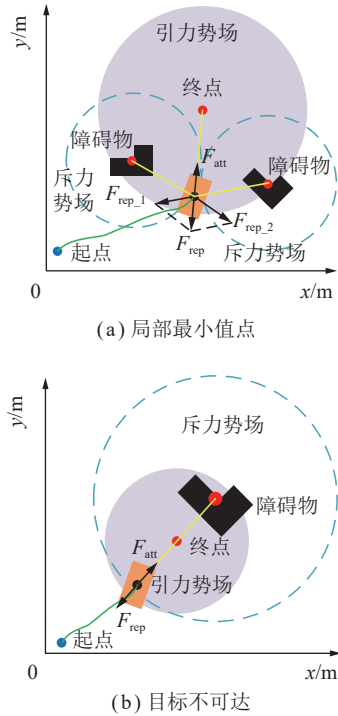 y/m
引力势场
终点
障碍物
F_att
障碍物
斥力
势场
F_rep_1
F_rep_2
F_rep
斥力势场
起点
0
x/m
(a) 局部最小值点
y/m
斥力势场
障碍物
F_att
终点
引力势场
F_rep
起点
0
x/m
(b) 目标不可达